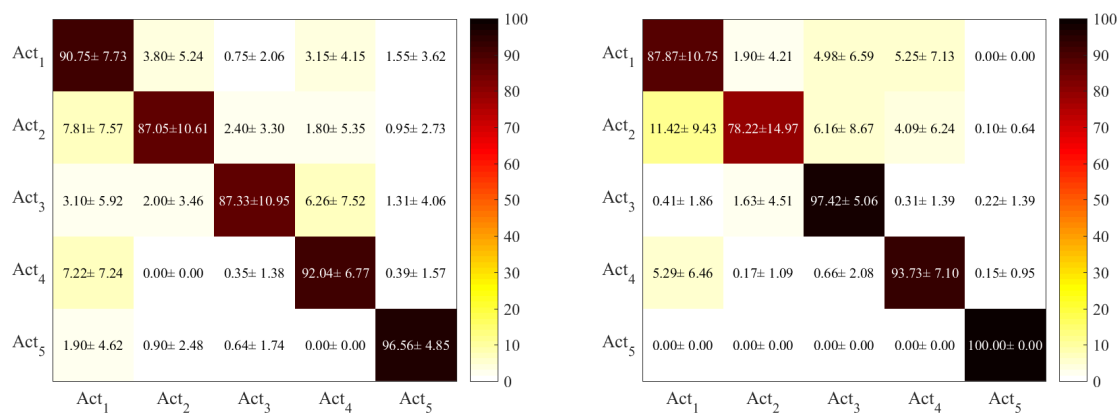 Act1 90.75± 7.73 3.80± 5.24 0.75± 2.06 3.15± 4.15 1.55± 3.62
Act2 7.81± 7.57 87.05±10.61 2.40± 3.30 1.80± 5.35 0.95± 2.73
Act3 3.10± 5.92 2.00± 3.46 87.33±10.95 6.26± 7.52 1.31± 4.06
Act4 7.22± 7.24 0.00± 0.00 0.35± 1.38 92.04± 6.77 0.39± 1.57
Act5 1.90± 4.62 0.90± 2.48 0.64± 1.74 0.00± 0.00 96.56± 4.85
Act1 Act2 Act3 Act4 Act5
100
90
80
70
60
50
40
30
20
10
0
Act1 87.87±10.75 1.90± 4.21 4.98± 6.59 5.25± 7.13 0.00± 0.00
Act2 11.42± 9.43 78.22±14.97 6.16± 8.67 4.09± 6.24 0.10± 0.64
Act3 0.41± 1.86 1.63± 4.51 97.42± 5.06 0.31± 1.39 0.22± 1.39
Act4 5.29± 6.46 0.17± 1.09 0.66± 2.08 93.73± 7.10 0.15± 0.95
Act5 0.00± 0.00 0.00± 0.00 0.00± 0.00 0.00± 0.00 100.00± 0.00
Act1 Act2 Act3 Act4 Act5
100
90
80
70
60
50
40
30
20
10
0